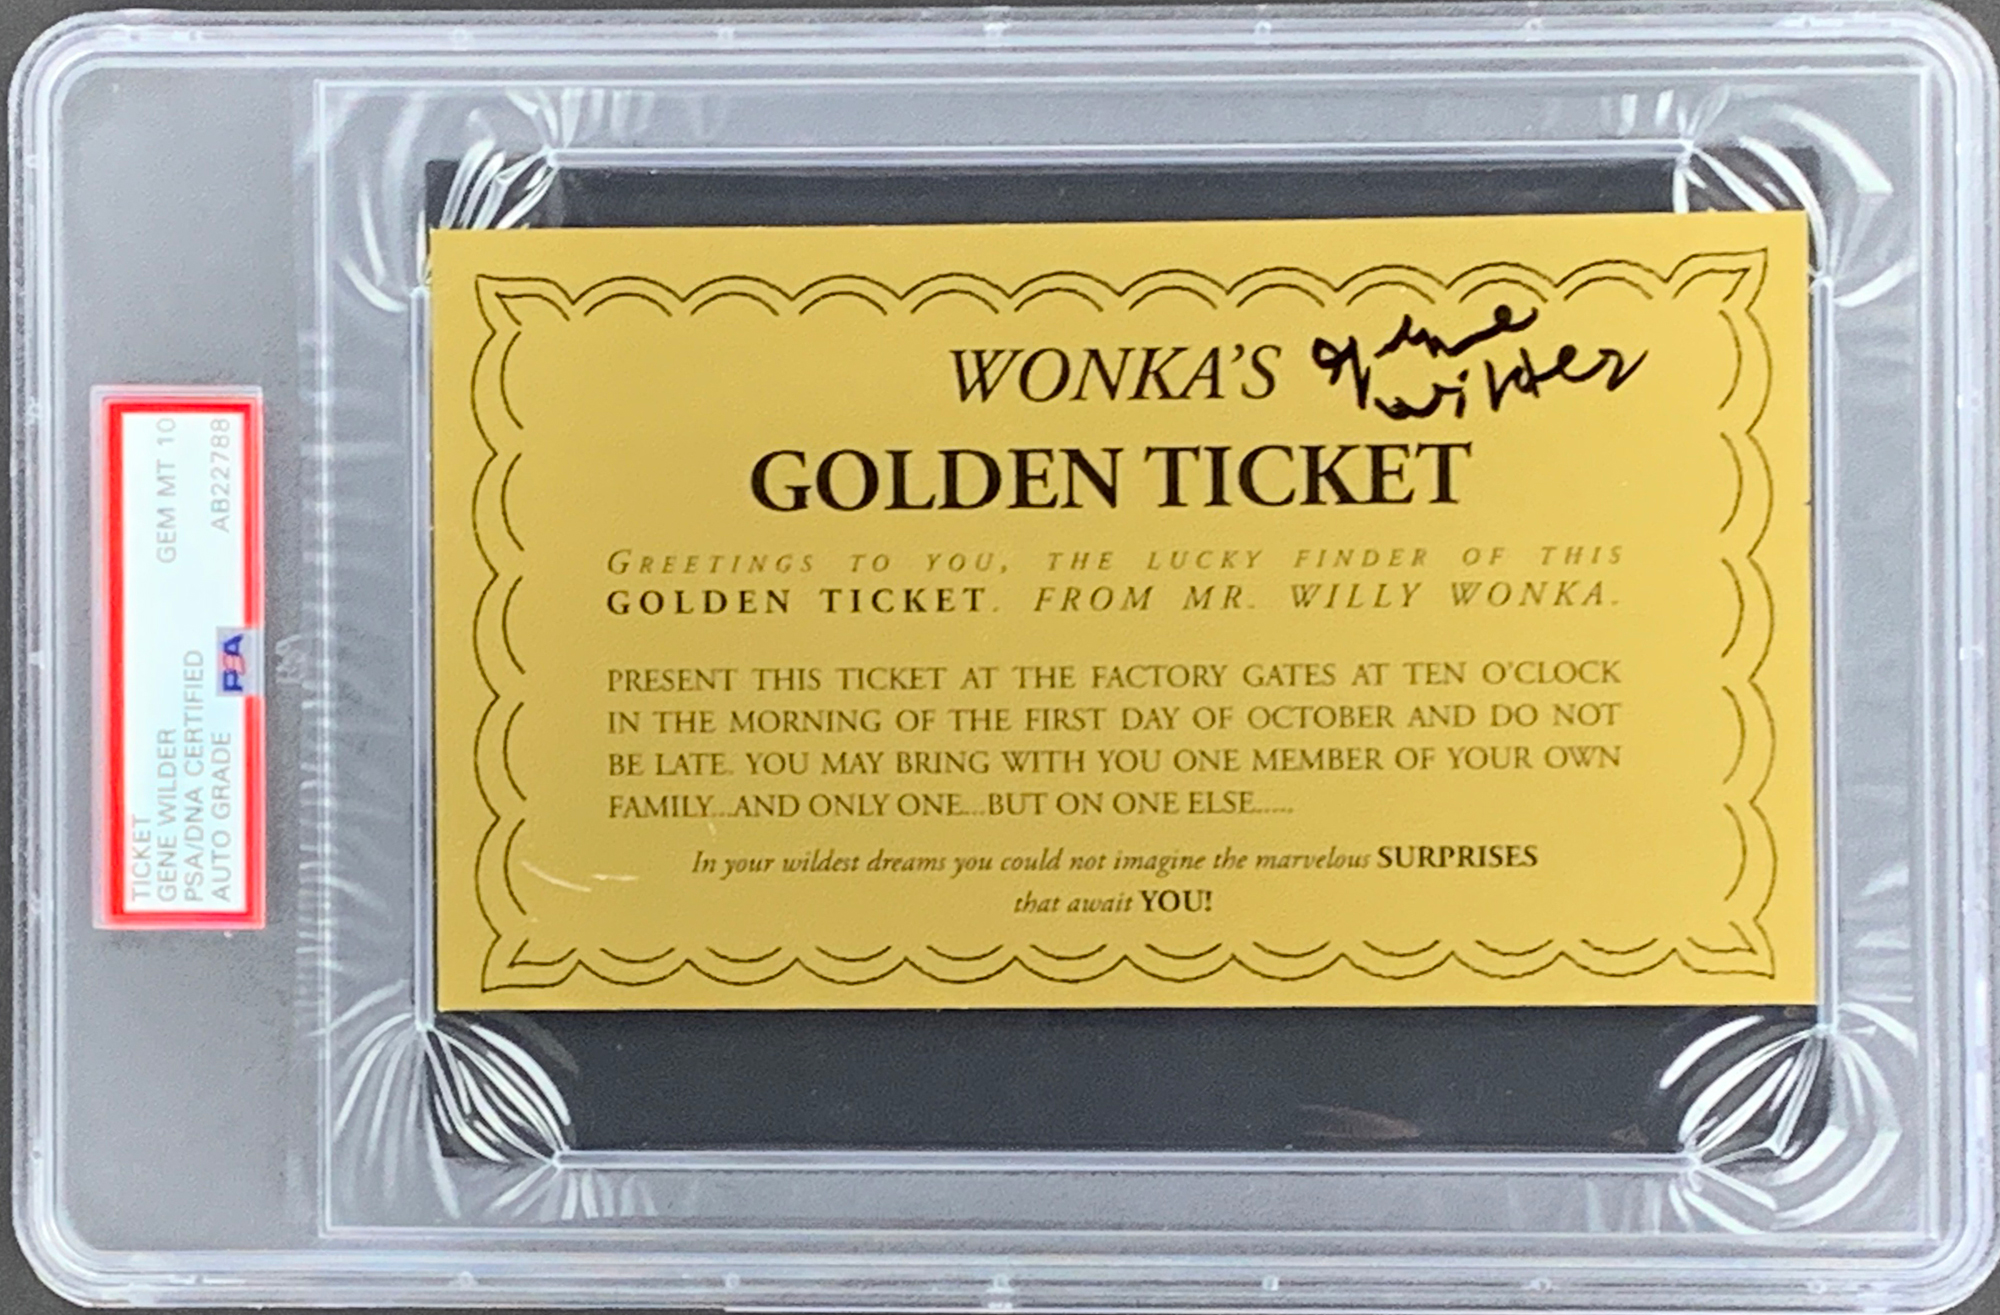 TICKET GEM MT 10
GENE WILDER
PSA/DNA CERTIFIED
AUTO GRADE AB22788
PSA
WONKA'S
Gene
Wilder
GOLDEN TICKET
GREETINGS TO YOU, THE LUCKY FINDER OF THIS
GOLDEN TICKET. FROM MR. WILLY WONKA.
PRESENT THIS TICKET AT THE FACTORY GATES AT TEN O'CLOCK
IN THE MORNING OF THE FIRST DAY OF OCTOBER AND DO NOT
BE LATE. YOU MAY BRING WITH YOU ONE MEMBER OF YOUR OWN
FAMILY...AND ONLY ONE...BUT ON ONE ELSE.....
In your wildest dreams you could not imagine the marvelous SURPRISES
that await YOU!